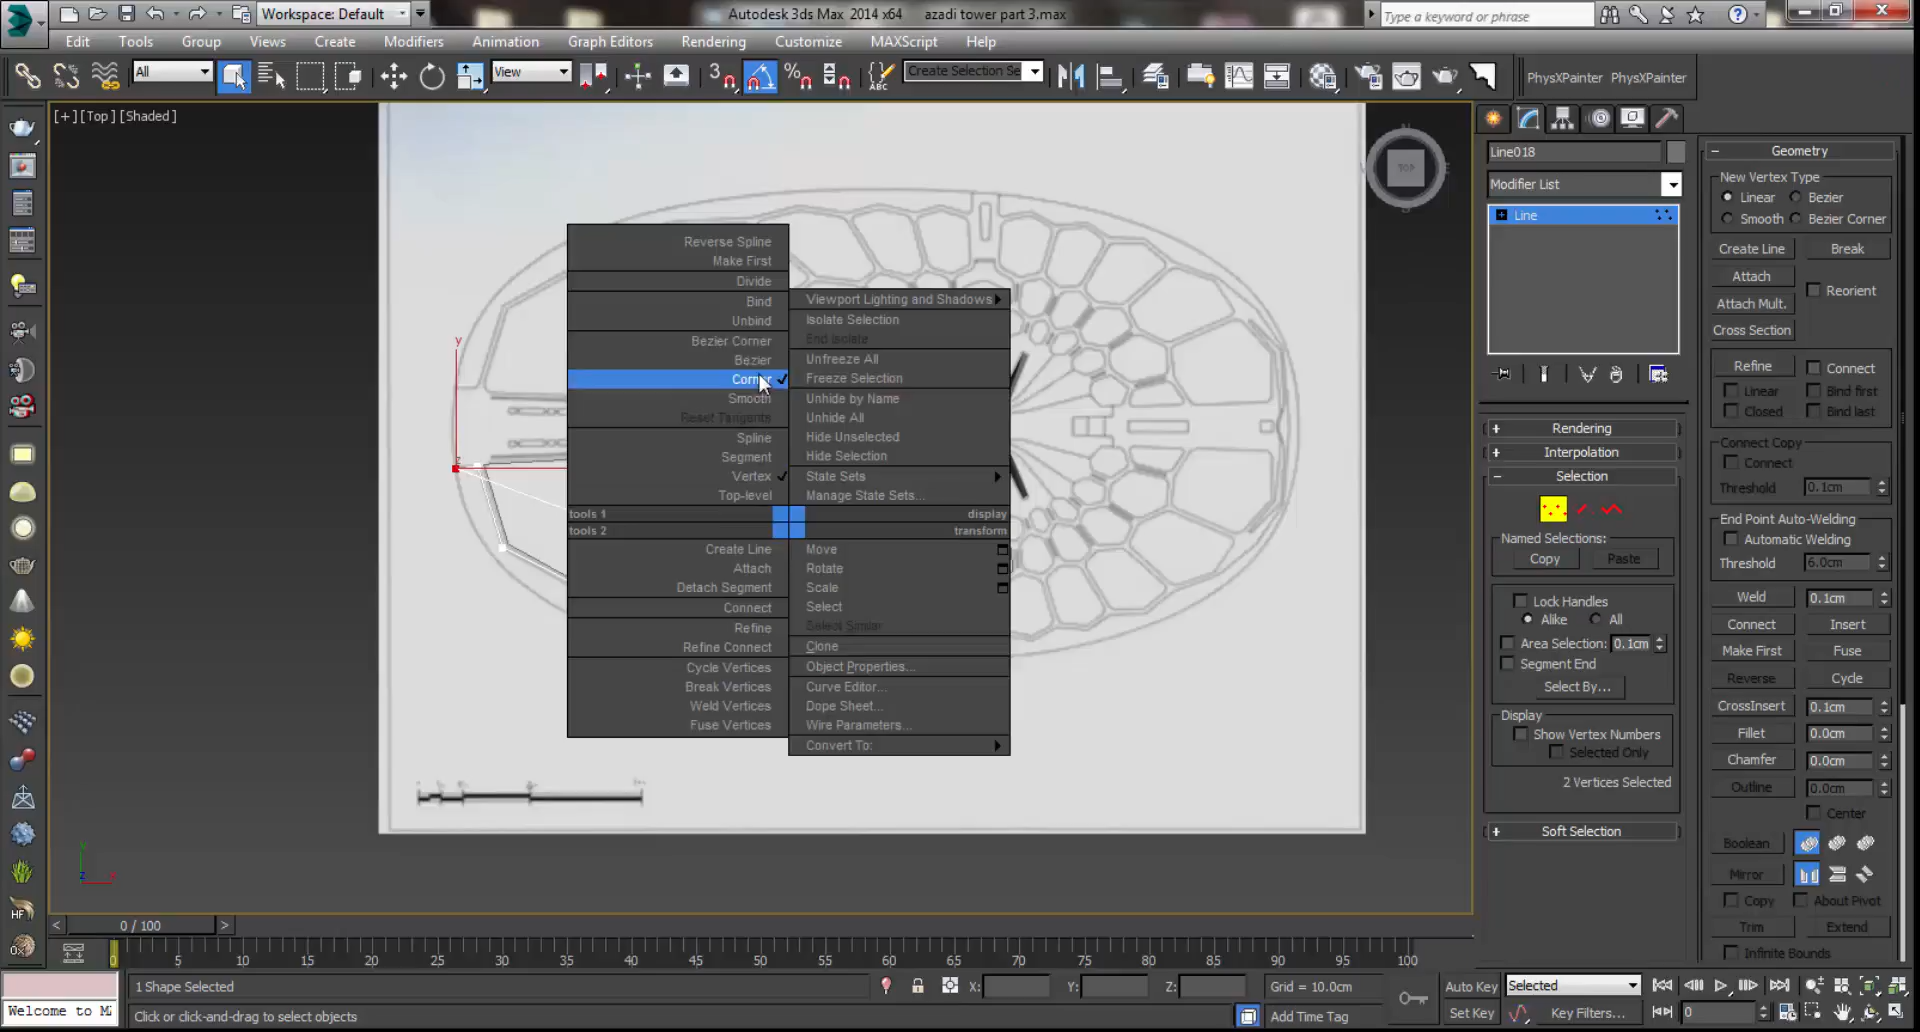 Workspace: Default
Autodesk 3ds Max 2014 x64 azadi tower part 3.max
Type a keyword or phrase
Edit Tools Group Views Create Modifiers Animation Graph Editors Rendering Customize MAXScript Help
All
View
3
ABC
Create Selection Se
PhysXPainter PhysXPainter
[+] [Top] [Shaded]
TOP
Reverse Spline
Make First
Divide
Bind
Unbind
Bezier Corner
Bezier
Corner
Smooth
Reset Tangents
Spline
Segment
Vertex
Top-level
tools 1
tools 2
Create Line
Attach
Detach Segment
Connect
Refine
Refine Connect
Cycle Vertices
Break Vertices
Weld Vertices
Fuse Vertices
Viewport Lighting and Shadows
Isolate Selection
End Isolate
Unfreeze All
Freeze Selection
Unhide by Name
Unhide All
Hide Unselected
Hide Selection
State Sets
Manage State Sets...
display
transform
Move
Rotate
Scale
Select
Select Similar
Clone
Object Properties...
Curve Editor...
Dope Sheet...
Wire Parameters...
Convert To:
y
Line018
Modifier List
Line
Rendering
Interpolation
Selection
Named Selections:
Copy Paste
Lock Handles
Alike All
Area Selection: 0.1cm
Segment End
Select By...
Display
Show Vertex Numbers
Selected Only
2 Vertices Selected
Soft Selection
Geometry
New Vertex Type
Linear Bezier
Smooth Bezier Corner
Create Line Break
Attach
Reorient
Attach Mult.
Cross Section
Refine Connect
Linear Bind first
Closed Bind last
Connect Copy
Connect
Threshold 0.1cm
End Point Auto-Welding
Automatic Welding
Threshold 6.0cm
Weld 0.1cm
Connect Insert
Make First Fuse
Reverse Cycle
CrossInsert 0.1cm
Fillet 0.0cm
Chamfer 0.0cm
Outline 0.0cm
Center
Boolean
Mirror
Copy About Pivot
Trim Extend
Infinite Bounds
HF
0 / 100
0 5 10 15 20 25 30 35 40 45 50 55 60 65 70 75 80 85 90 95 100
1 Shape Selected
X: Y: Z:
Grid = 10.0cm
Auto Key Selected
Welcome to M
Click or click-and-drag to select objects
Add Time Tag
Set Key Key Filters...
0